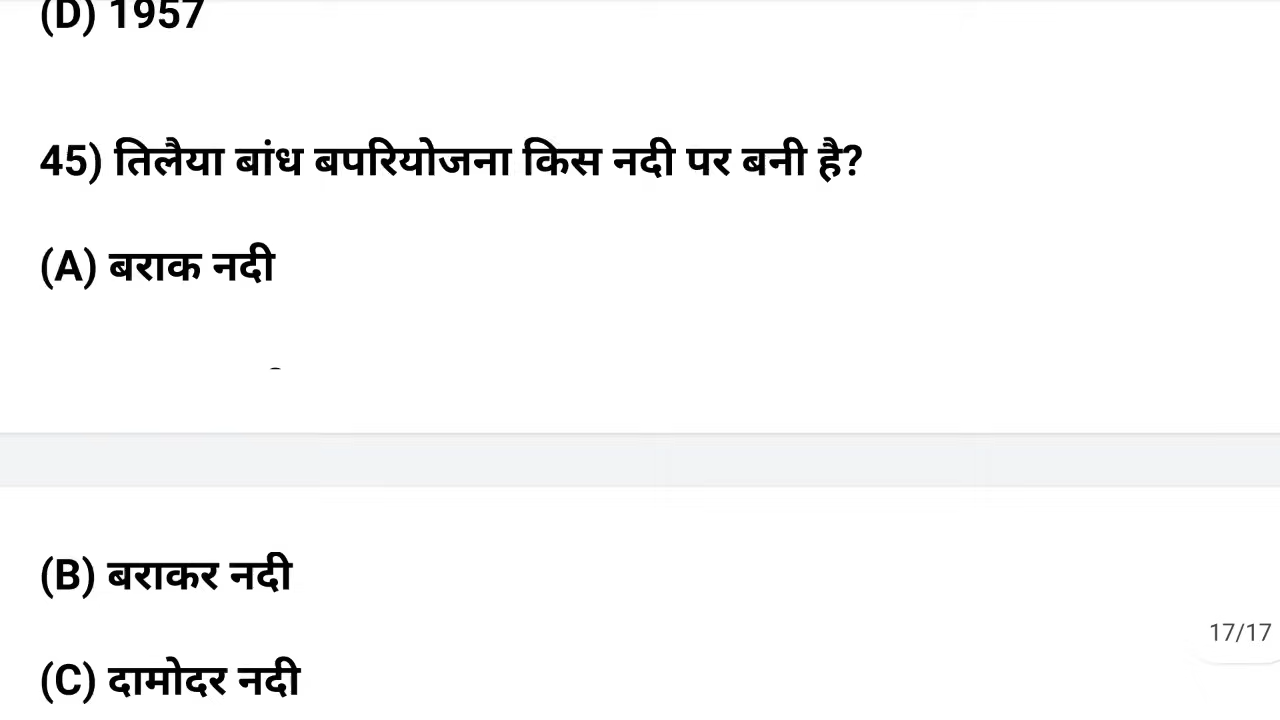 (D) 1957
45) तिलैया बांध बपरियोजना किस नदी पर बनी है?
(A) बराक नदी
(B) बराकर नदी
17/17
(C) दामोदर नदी